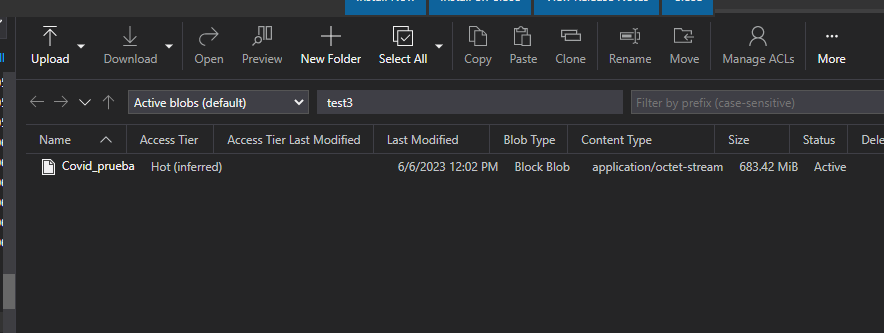 Upload Download Open Preview New Folder Select All Copy Paste Clone Rename Move Manage ACLs More
Active blobs (default) test3 Filter by prefix (case-sensitive)
Name Access Tier Access Tier Last Modified Last Modified Blob Type Content Type Size Status Dele
Covid_prueba Hot (inferred) 6/6/2023 12:02 PM Block Blob application/octet-stream 683.42 MiB Active